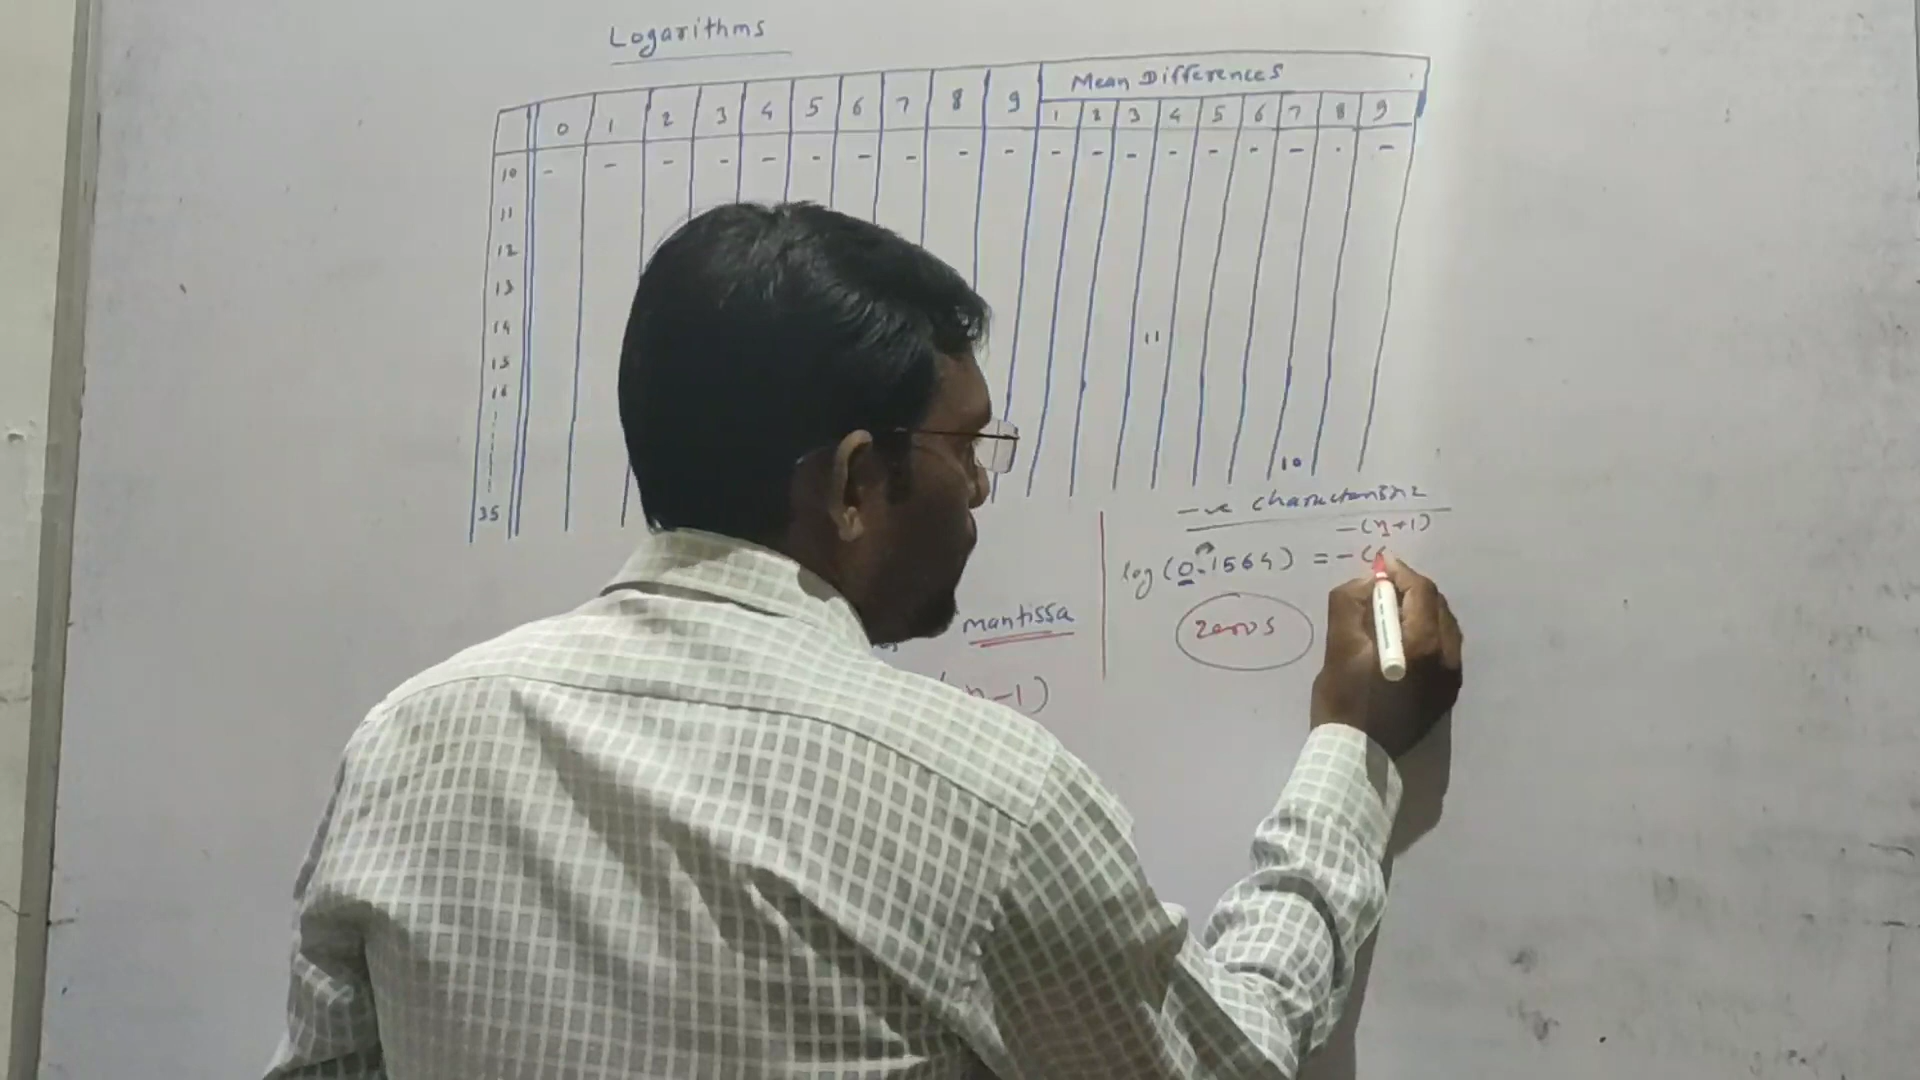 Logarithms
Mean Differences
0 1 2 3 4 5 6 7 8 9 1 2 3 4 5 6 7 8 9
10 - - - - - - - - - - - - - - - - - - -
11
12
13
14 11
15
16
10
35
-ve characteristic
-(n+1)
log (0.1564) = -(
mantissa
zeros
n-1)